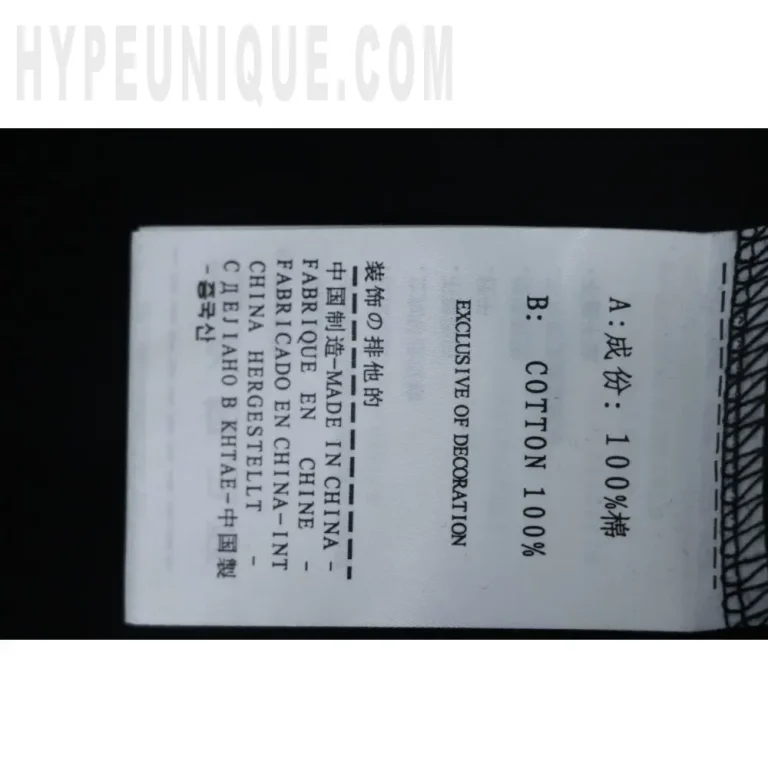 HYPEUNIQUE.COM
A:成份:100%棉
B: COTTON 100%
EXCLUSIVE OF DECORATION
装饰の排他的
中国制造-MADE IN CHINA-
FABRIQUE EN CHINE -
FABRICADO EN CHINA-INT
CHINA HERGESTELLT -
СДЕЈІАНО В КНТАЕ-中国製
-중국산